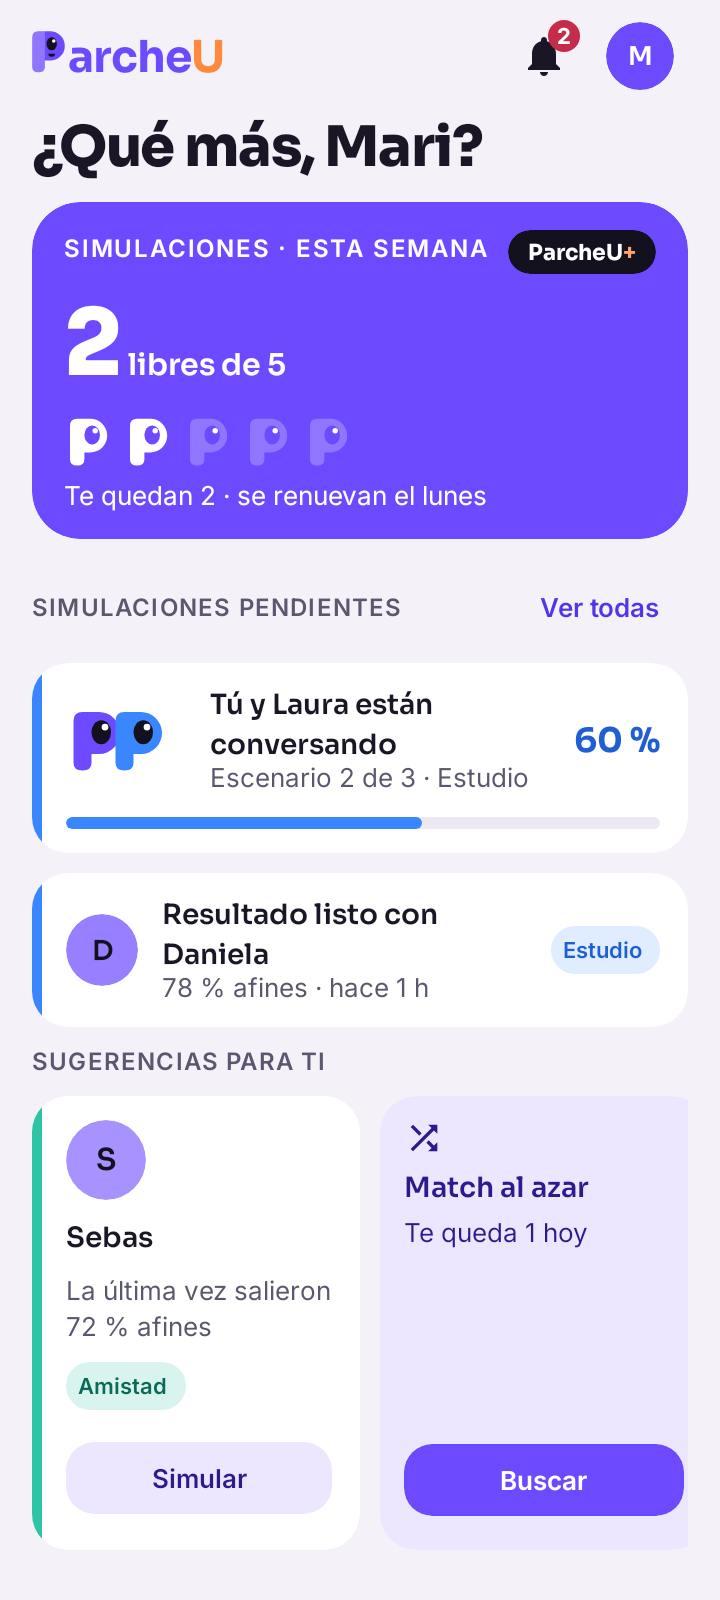 ParcheU
2
M
¿Qué más, Mari?
SIMULACIONES · ESTA SEMANA
ParcheU+
2 libres de 5
Te quedan 2 · se renuevan el lunes
SIMULACIONES PENDIENTES
Ver todas
Tú y Laura están
conversando
Escenario 2 de 3 · Estudio
60 %
D
Resultado listo con
Daniela
78 % afines · hace 1 h
Estudio
SUGERENCIAS PARA TI
S
Sebas
La última vez salieron
72 % afines
Amistad
Simular
Match al azar
Te queda 1 hoy
Buscar